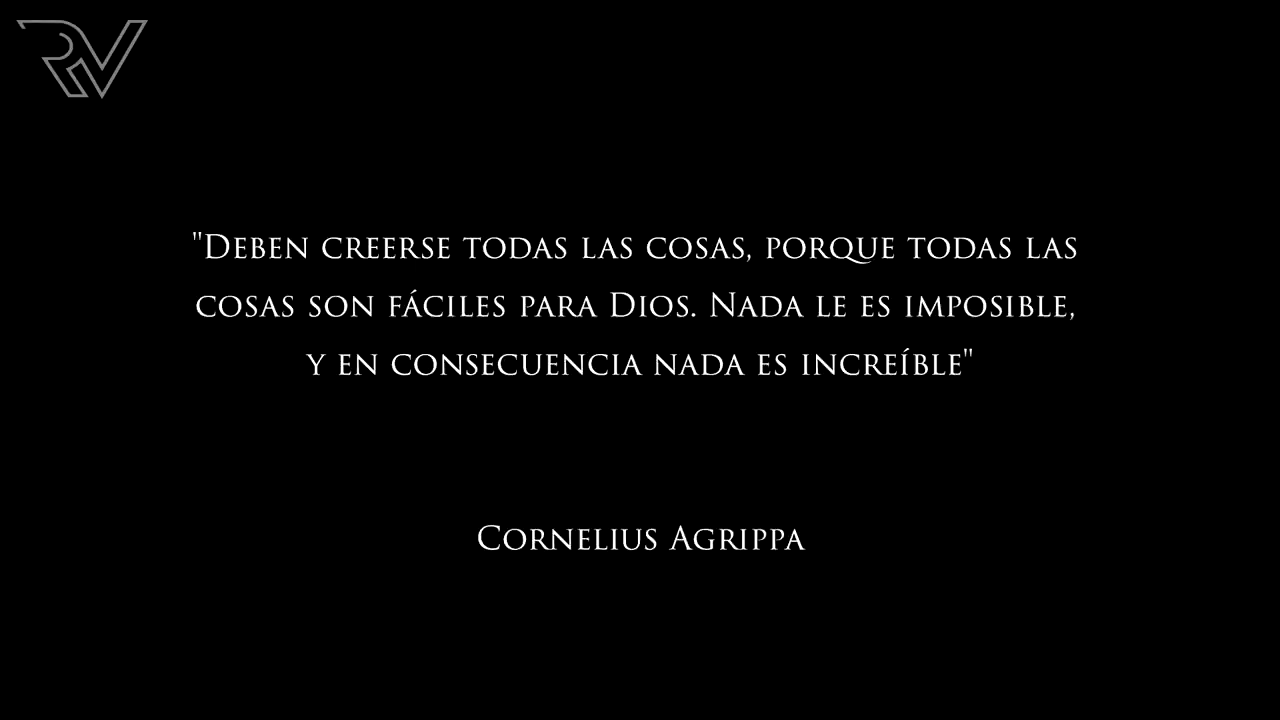 RV
"Deben creerse todas las cosas, porque todas las
cosas son fáciles para Dios. Nada le es imposible,
y en consecuencia nada es increíble"
Cornelius Agrippa